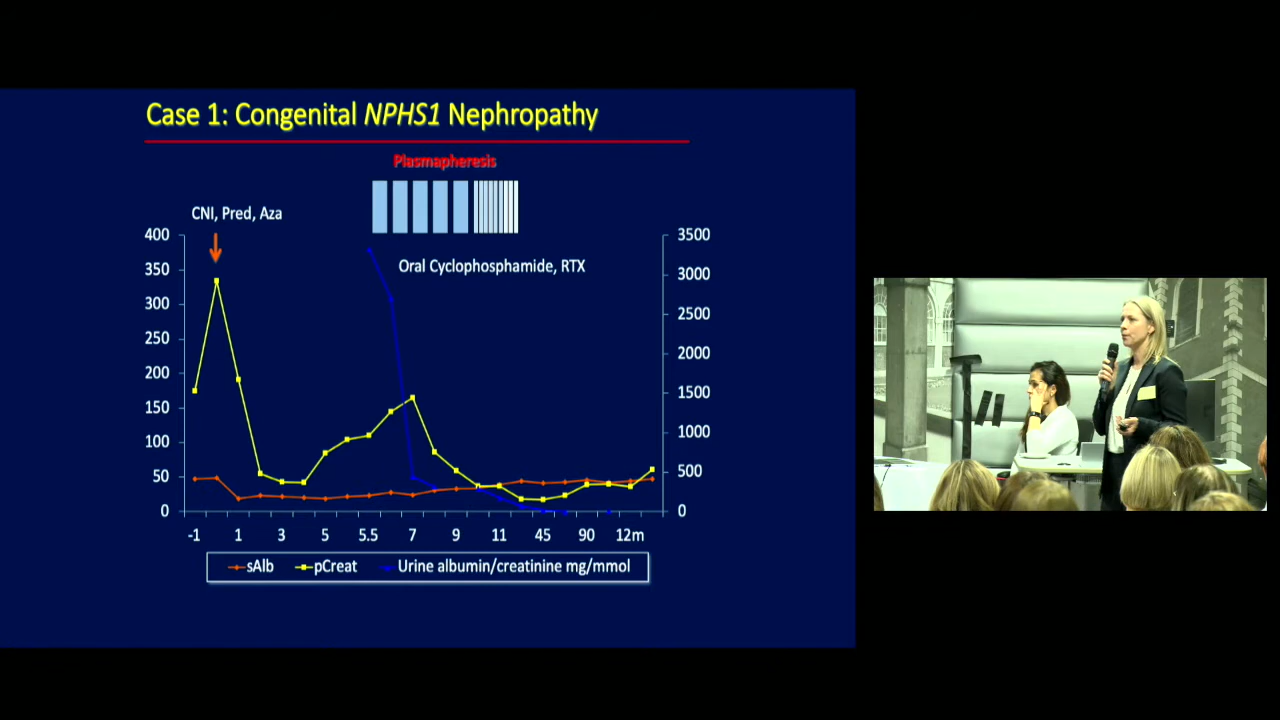 Case 1: Congenital NPHS1 Nephropathy
Plasmapheresis
CNI, Pred, Aza
Oral Cyclophosphamide, RTX
400
350
300
250
200
150
100
50
0
3500
3000
2500
2000
1500
1000
500
0
-1 1 3 5 5.5 7 9 11 45 90 12m
sAlb pCreat Urine albumin/creatinine mg/mmol